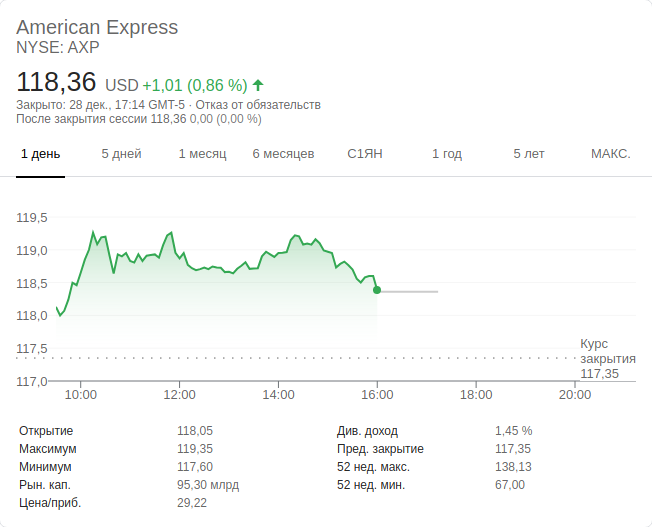 American Express
NYSE: AXP
118,36 USD +1,01 (0,86 %)
Закрыто: 28 дек., 17:14 GMT-5 · Отказ от обязательств
После закрытия сессии 118,36 0,00 (0,00 %)
1 день 5 дней 1 месяц 6 месяцев С1ЯН 1 год 5 лет МАКС.
119,5
119,0
118,5
118,0
117,5
117,0
Курс
закрытия
117,35
10:00 12:00 14:00 16:00 18:00 20:00
Открытие 118,05 Див. доход 1,45 %
Максимум 119,35 Пред. закрытие 117,35
Минимум 117,60 52 нед. макс. 138,13
Рын. кап. 95,30 млрд 52 нед. мин. 67,00
Цена/приб. 29,22